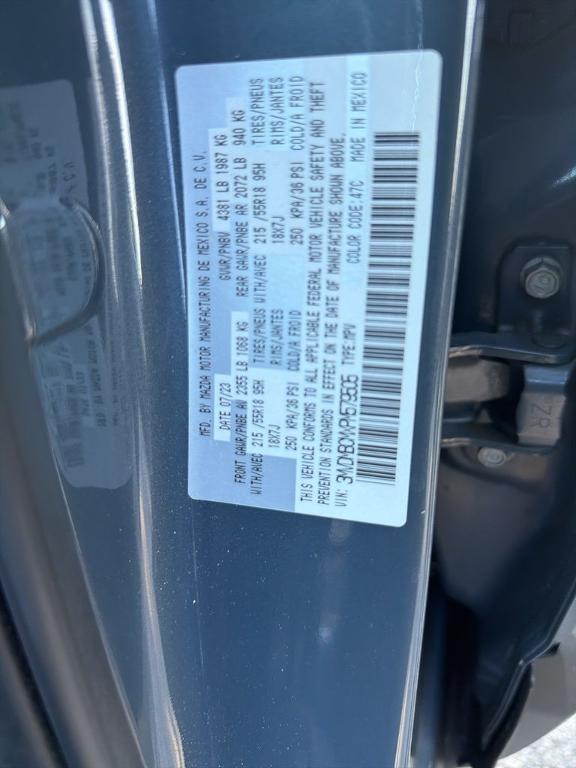 MFD. BY MAZDA MOTOR MANUFACTURING DE MEXICO S.A. DE C.V.
DATE 07/23 GVWR/PNBV 4381 LB 1987 KG
FRONT GAWR/PNBE AV 2355 LB 1068 KG REAR GAWR/PNBE AR 2072 LB 940 KG
WITH/AVEC 215/55R18 95H TIRES/PNEUS WITH/AVEC 215/55R18 95H TIRES/PNEUS
18X7J RIMS/JANTES 18X7J RIMS/JANTES
250 KPA/36 PSI COLD/A FROID 250 KPA/36 PSI COLD/A FROID
THIS VEHICLE CONFORMS TO ALL APPLICABLE FEDERAL MOTOR VEHICLE SAFETY AND THEFT
PREVENTION STANDARDS IN EFFECT ON THE DATE OF MANUFACTURE SHOWN ABOVE.
VIN: TYPE: MPV COLOR CODE: 47C MADE IN MEXICO